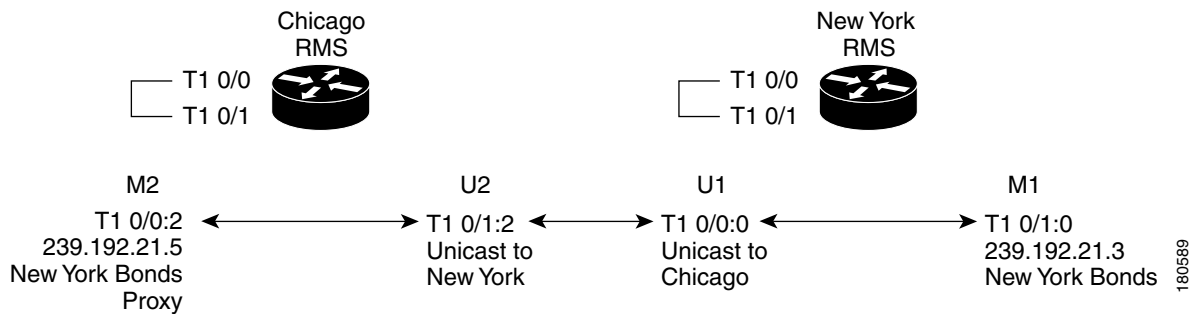 Chicago
RMS
T1 0/0
T1 0/1
New York
RMS
T1 0/0
T1 0/1
M2
T1 0/0:2
239.192.21.5
New York Bonds
Proxy
U2
T1 0/1:2
Unicast to
New York
U1
T1 0/0:0
Unicast to
Chicago
M1
T1 0/1:0
239.192.21.3
New York Bonds
180589